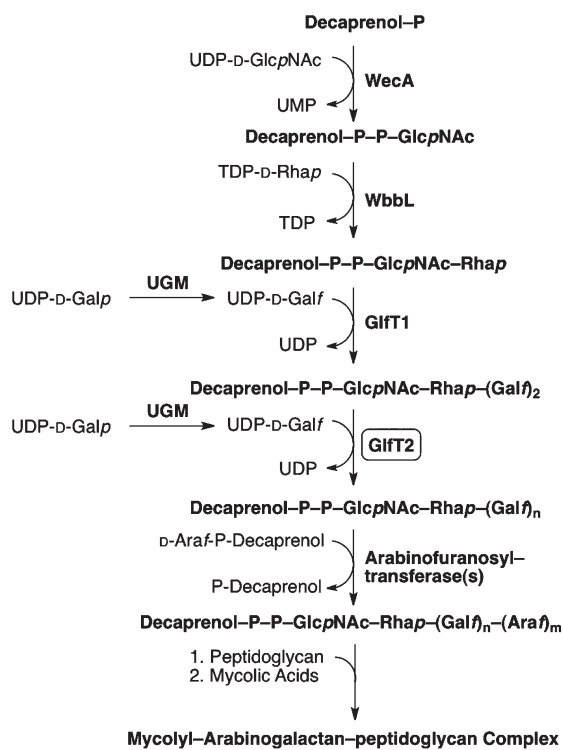 Decaprenol–P
UDP-D-GlcpNAc
WecA
UMP
Decaprenol–P–P–GlcpNAc
TDP-D-Rhap
WbbL
TDP
Decaprenol–P–P–GlcpNAc–Rhap
UDP-D-Galp
UGM
UDP-D-Galf
GlfT1
UDP
Decaprenol–P–P–GlcpNAc–Rhap–(Galf)2
UDP-D-Galp
UGM
UDP-D-Galf
GlfT2
UDP
Decaprenol–P–P–GlcpNAc–Rhap–(Galf)n
D-Araf-P-Decaprenol
Arabinofuranosyl–
transferase(s)
P-Decaprenol
Decaprenol–P–P–GlcpNAc–Rhap–(Galf)n–(Araf)m
1. Peptidoglycan
2. Mycolic Acids
Mycolyl–Arabinogalactan–peptidoglycan Complex